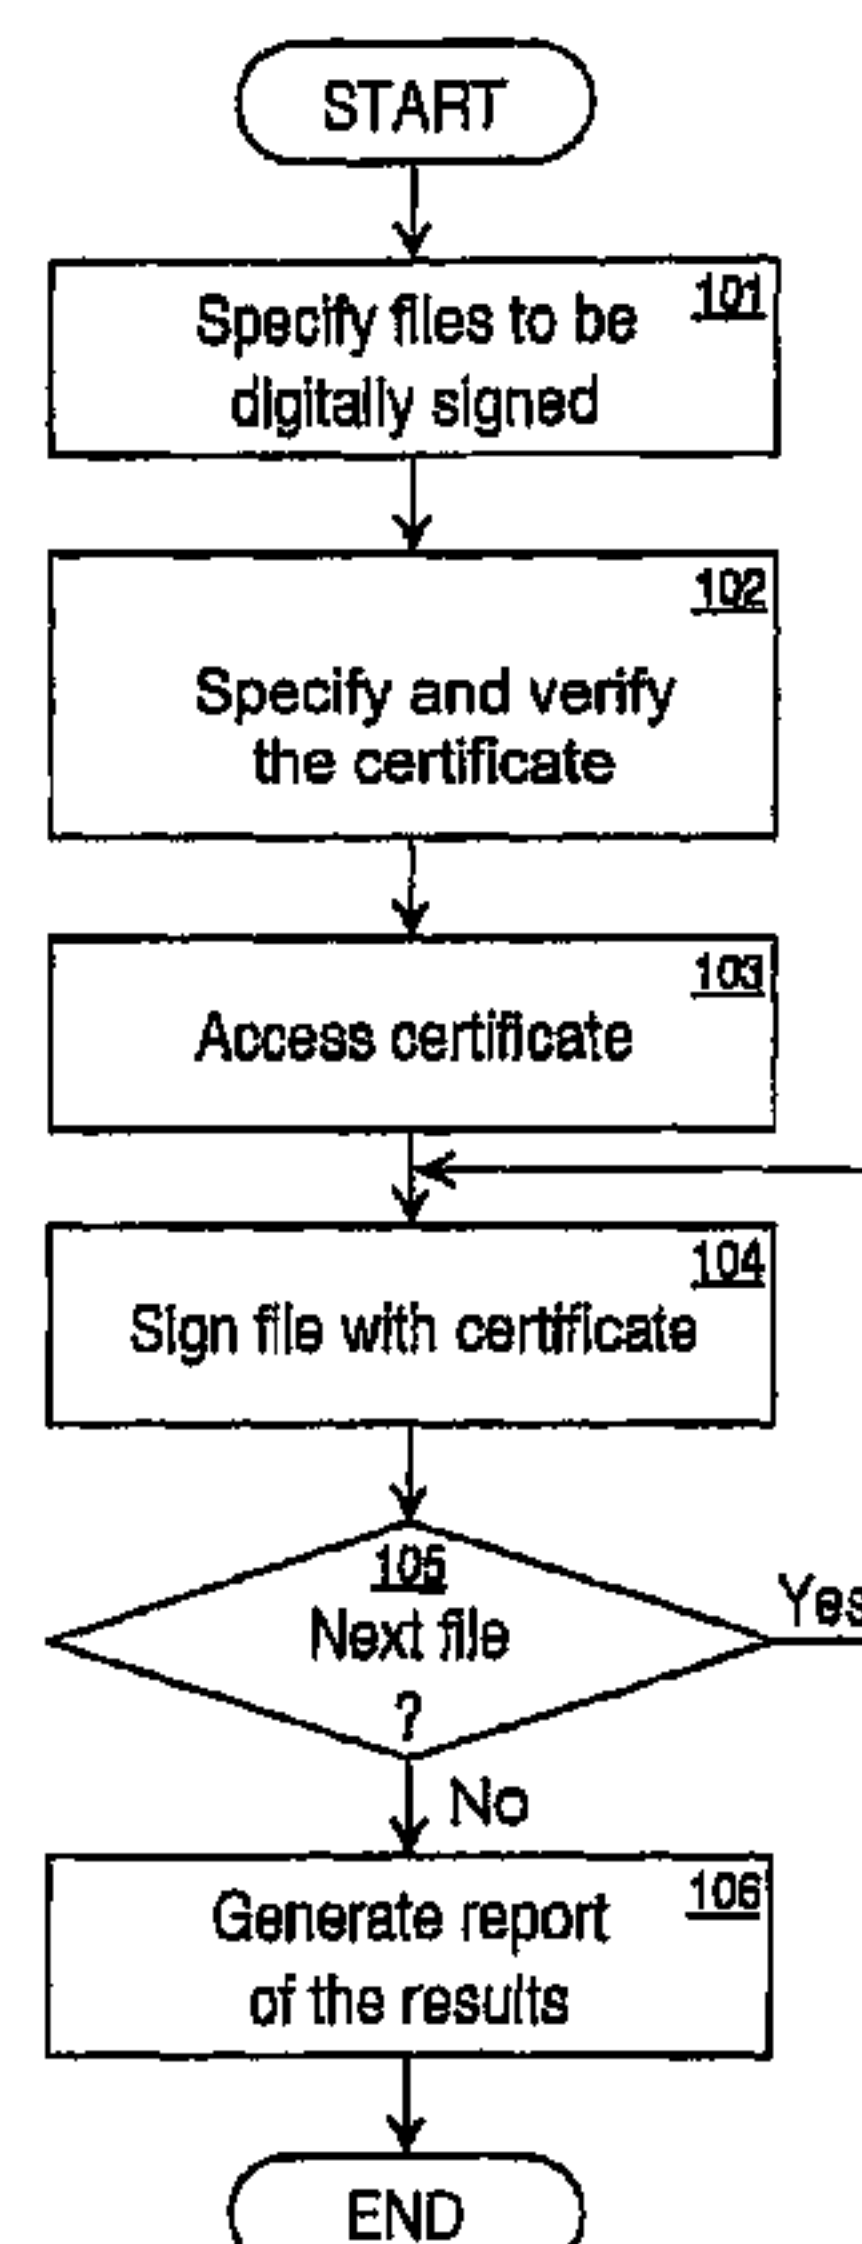 START
101
Specify files to be
digitally signed
102
Specify and verify
the certificate
103
Access certificate
104
Sign file with certificate
105
Next file
?
Yes
No
106
Generate report
of the results
END